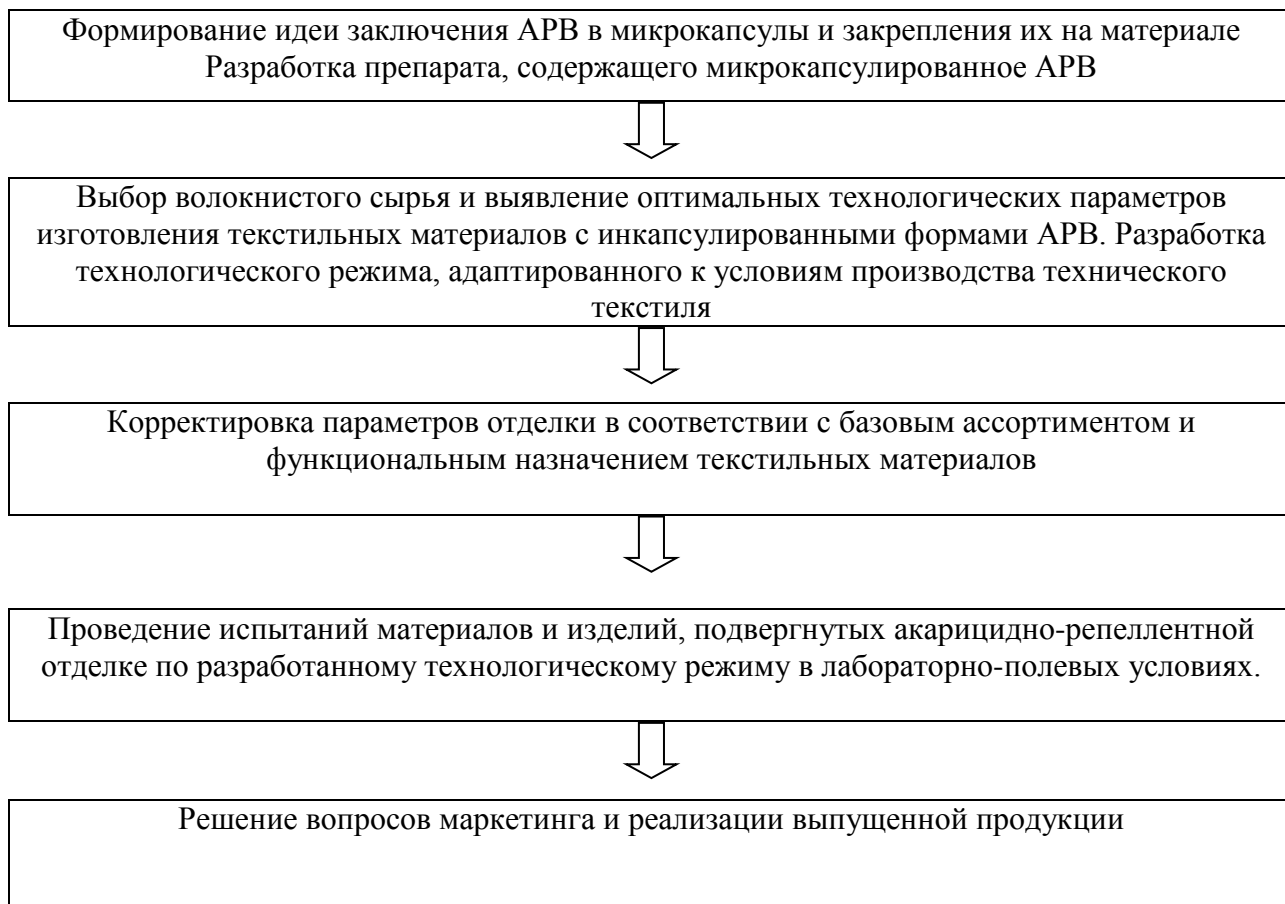 Формирование идеи заключения АРВ в микрокапсулы и закрепления их на материале
Разработка препарата, содержащего микрокапсулированное АРВ
Выбор волокнистого сырья и выявление оптимальных технологических параметров
изготовления текстильных материалов с инкапсулированными формами АРВ. Разработка
технологического режима, адаптированного к условиям производства технического
текстиля
Корректировка параметров отделки в соответствии с базовым ассортиментом и
функциональным назначением текстильных материалов
Проведение испытаний материалов и изделий, подвергнутых акарицидно-репеллентной
отделке по разработанному технологическому режиму в лабораторно-полевых условиях.
Решение вопросов маркетинга и реализации выпущенной продукции